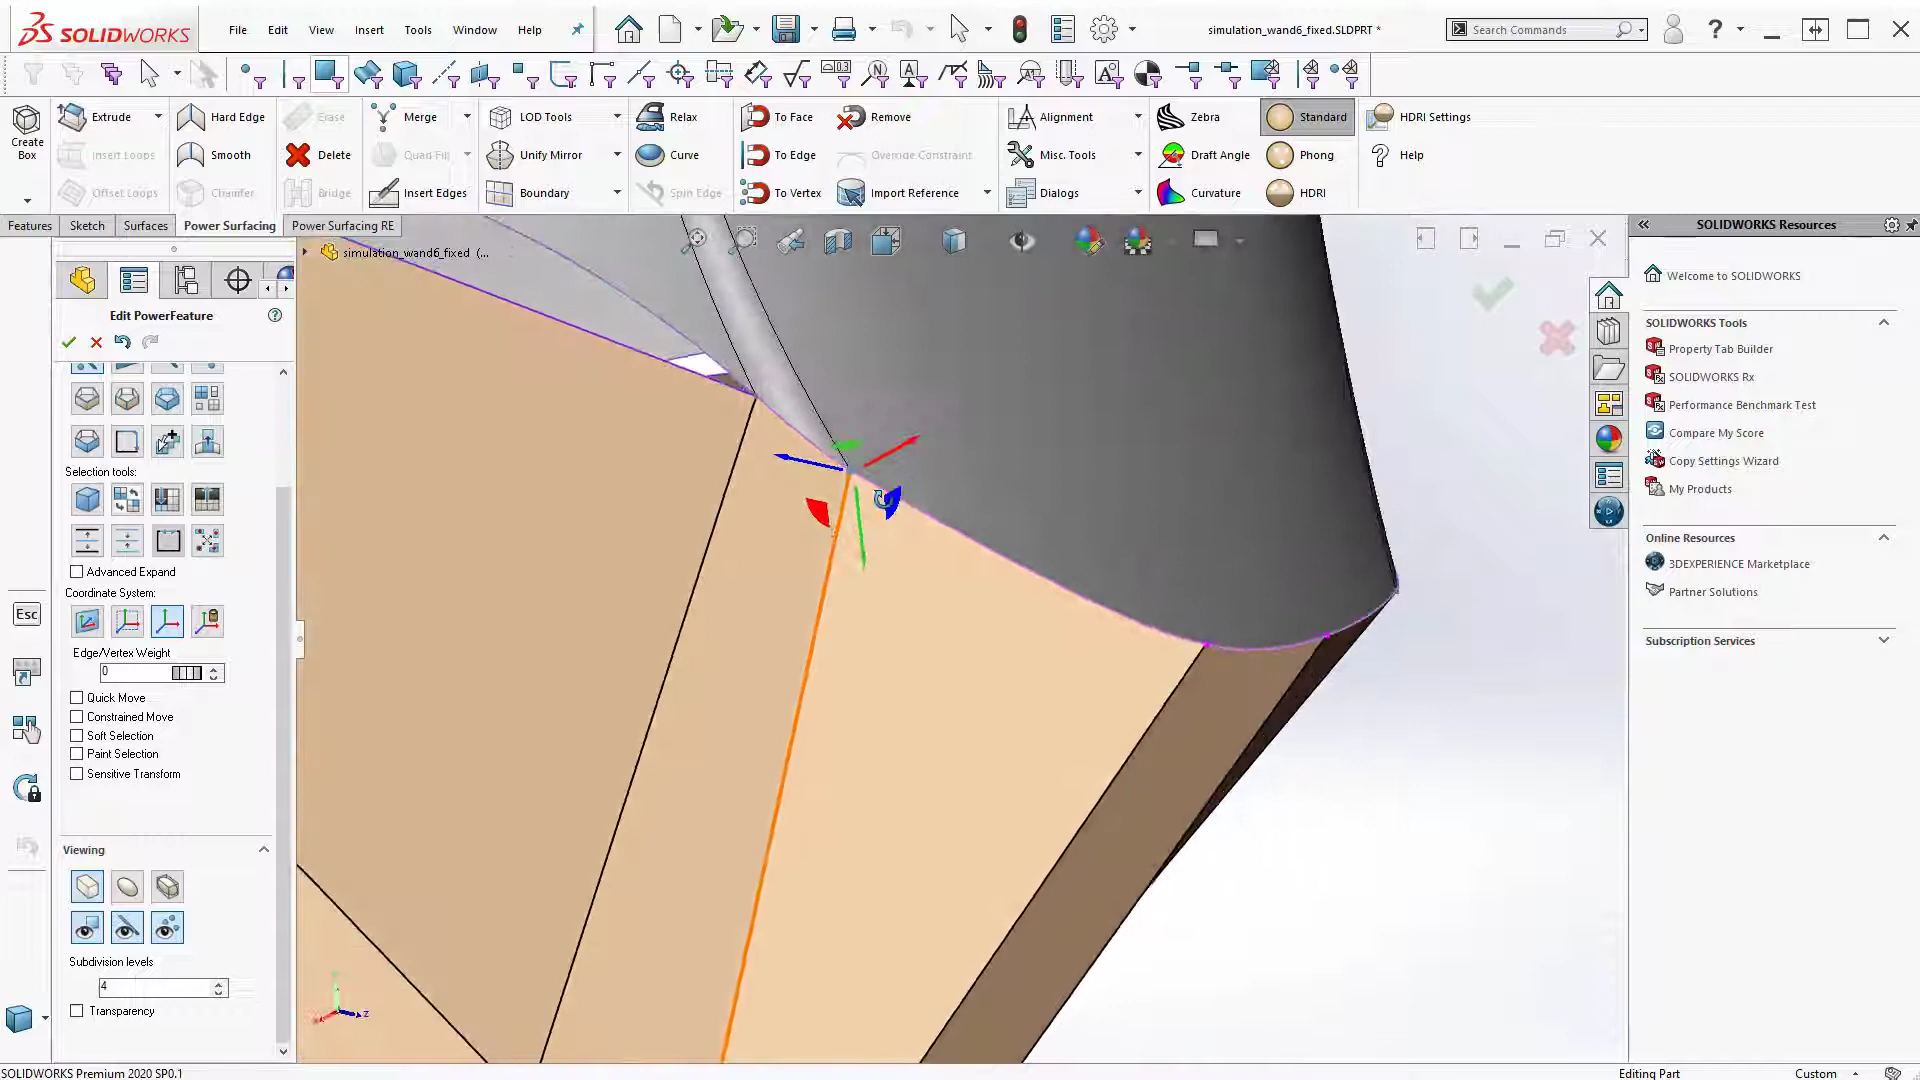 SOLIDWORKS File Edit View Insert Tools Window Help simulation_wand6_fixed.SLDPRT * Search Commands
Create Box Extrude Hard Edge Erase Merge LOD Tools Relax To Face Remove Alignment Zebra Standard HDRI Settings
Insert Loops Smooth Delete Quad Fill Unify Mirror Curve To Edge Override Constraint Misc. Tools Draft Angle Phong Help
Offset Loops Chamfer Bridge Insert Edges Boundary Spin Edge To Vertex Import Reference Dialogs Curvature HDRI
Features Sketch Surfaces Power Surfacing Power Surfacing RE
simulation_wand6_fixed (...
Edit PowerFeature
Selection tools:
Advanced Expand
Coordinate System:
Edge/Vertex Weight
0
Quick Move
Constrained Move
Soft Selection
Paint Selection
Sensitive Transform
Viewing
Subdivision levels
4
Transparency
Esc
z
SOLIDWORKS Resources
Welcome to SOLIDWORKS
SOLIDWORKS Tools
Property Tab Builder
SOLIDWORKS Rx
Performance Benchmark Test
Compare My Score
Copy Settings Wizard
My Products
Online Resources
3DEXPERIENCE Marketplace
Partner Solutions
Subscription Services
SOLIDWORKS Premium 2020 SP0.1 Editing Part Custom